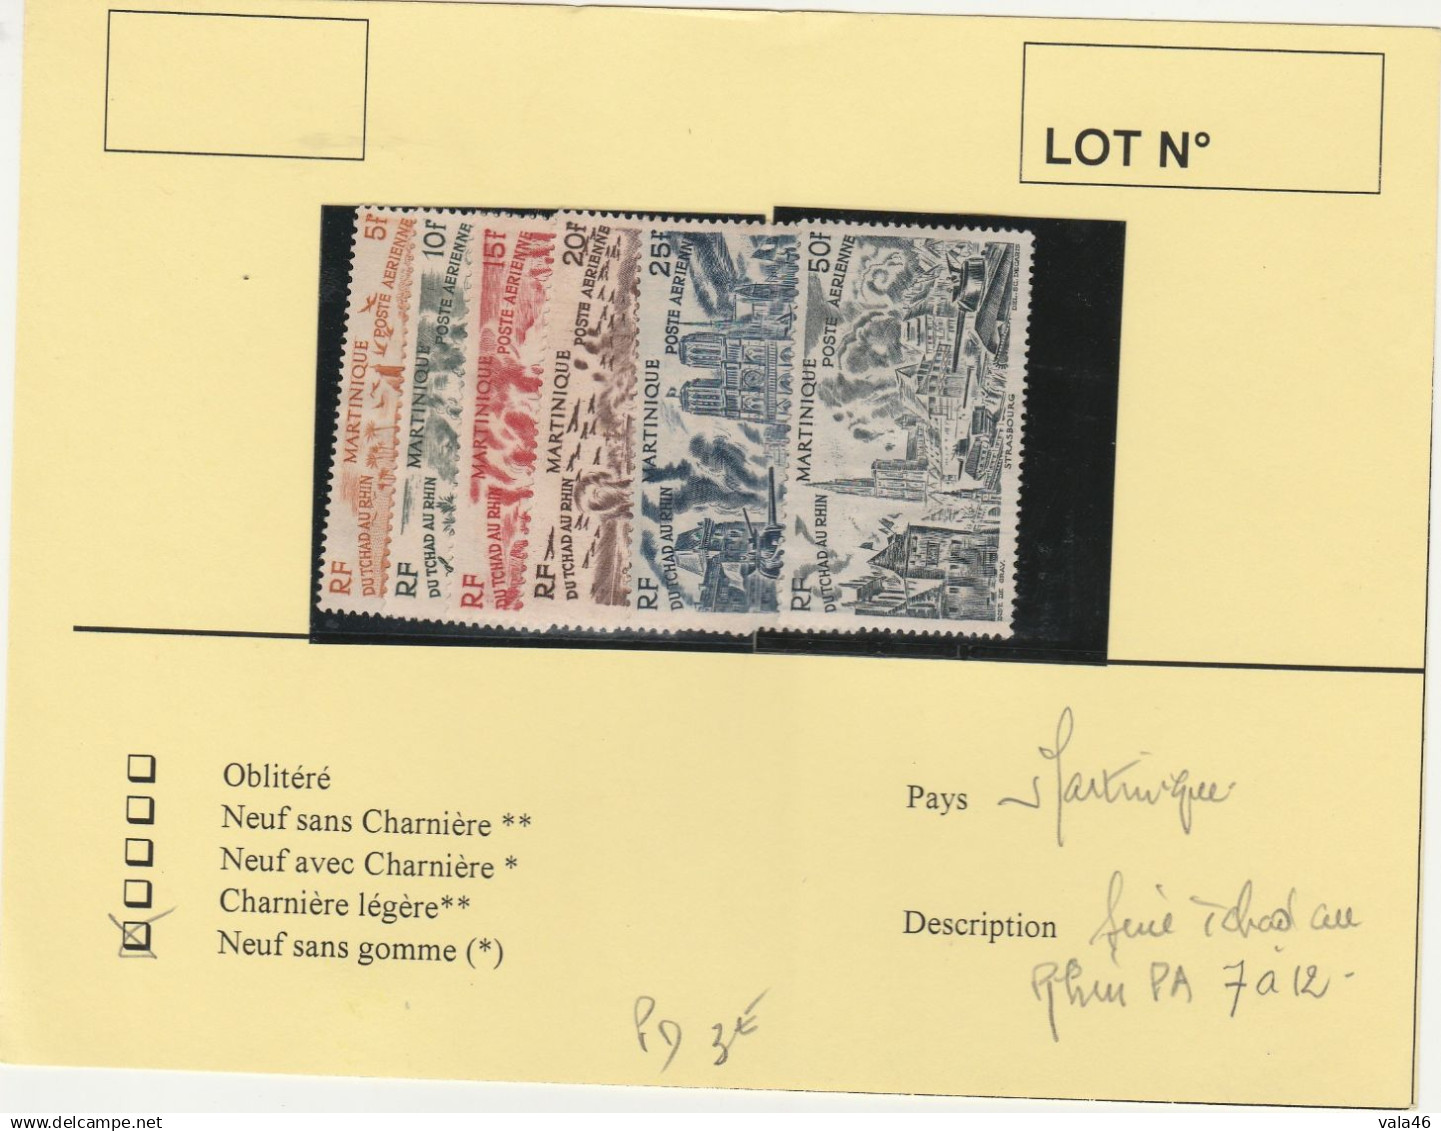 LOT N°
5F
POSTE AERIENNE
MARTINIQUE
DU TCHAD AU RHIN
RF
10F
POSTE AERIENNE
MARTINIQUE
DU TCHAD AU RHIN
RF
15F
POSTE AERIENNE
MARTINIQUE
DU TCHAD AU RHIN
RF
20F
POSTE AERIENNE
MARTINIQUE
DU TCHAD AU RHIN
RF
25F
POSTE AERIENNE
MARTINIQUE
DU TCHAD AU RHIN
RF
50F
POSTE AERIENNE
MARTINIQUE
DU TCHAD AU RHIN
RF
STRASBOURG
Oblitéré
Neuf sans Charnière **
Neuf avec Charnière *
Charnière légère**
Neuf sans gomme (*)
Pays Martinique
Description Série Tchad au
Rhin PA 7 à 12 -
PD 3€
www.delcampe.net
vala46